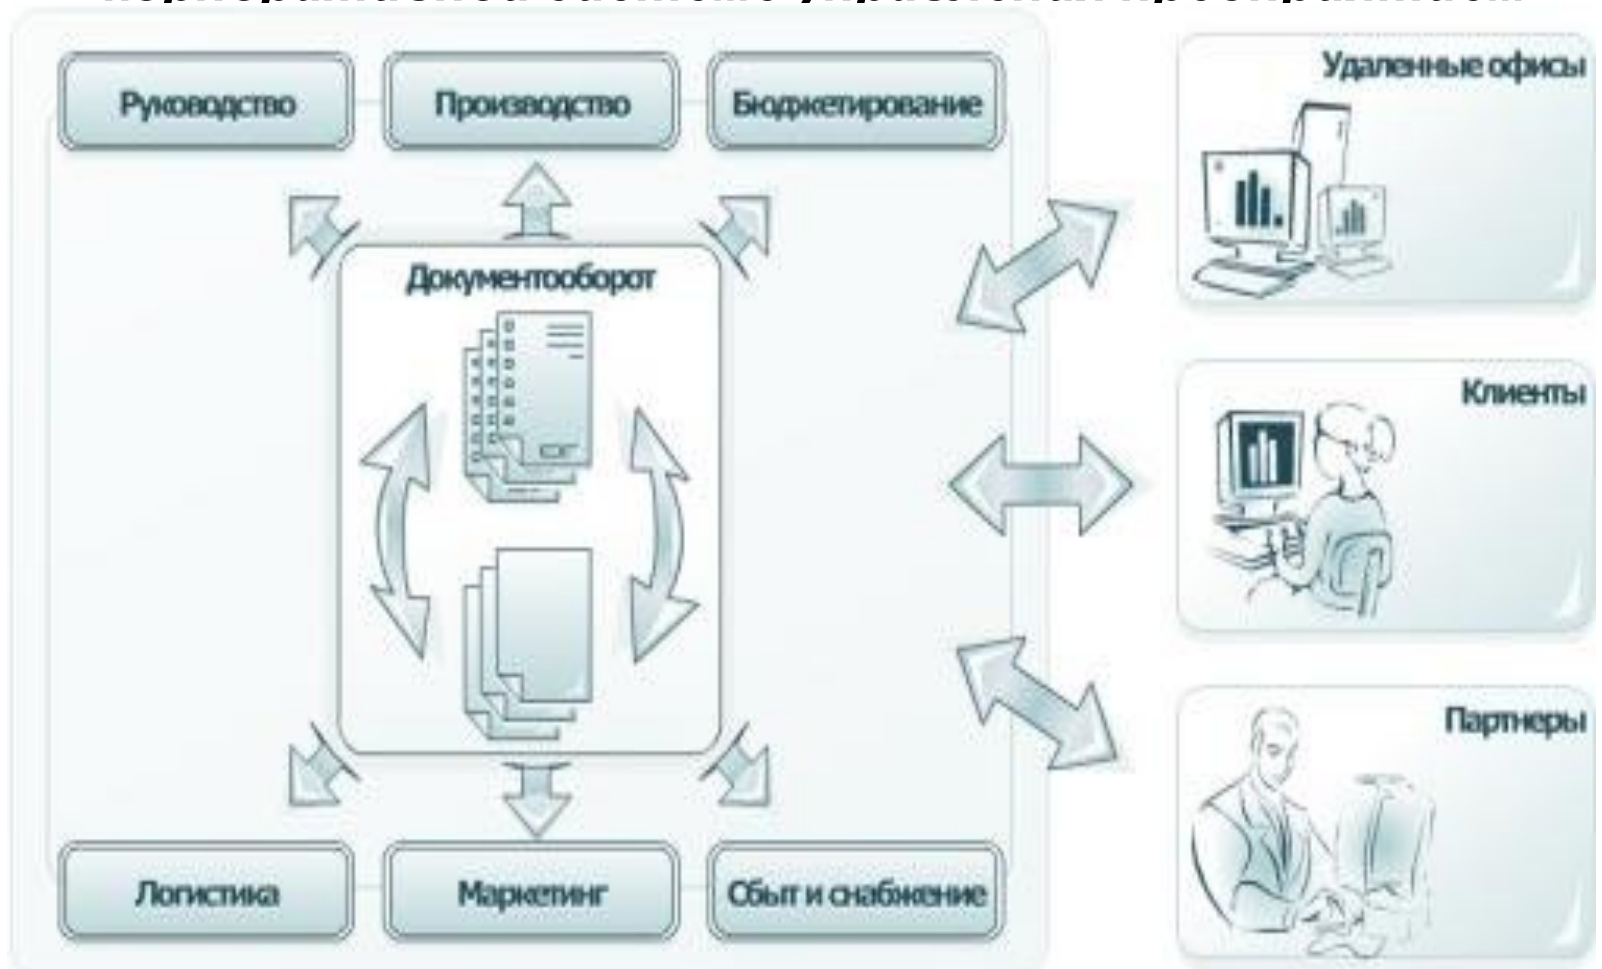 Руководство
Производство
Бюджетирование
Удаленные офисы
Документооборот
Клиенты
Партнеры
Логистика
Маркетинг
Сбыт и снабжение